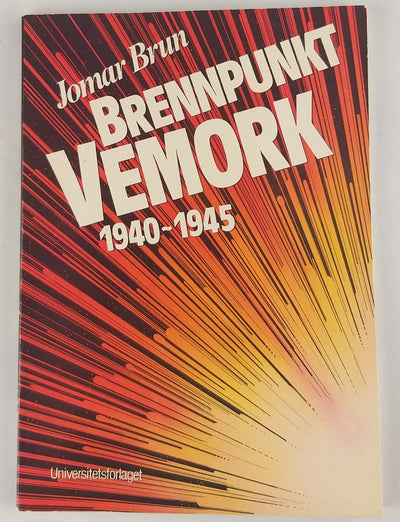 Jomar Brun
BRENNPUNKT
VEMORK
1940-1945
Universitetsforlaget